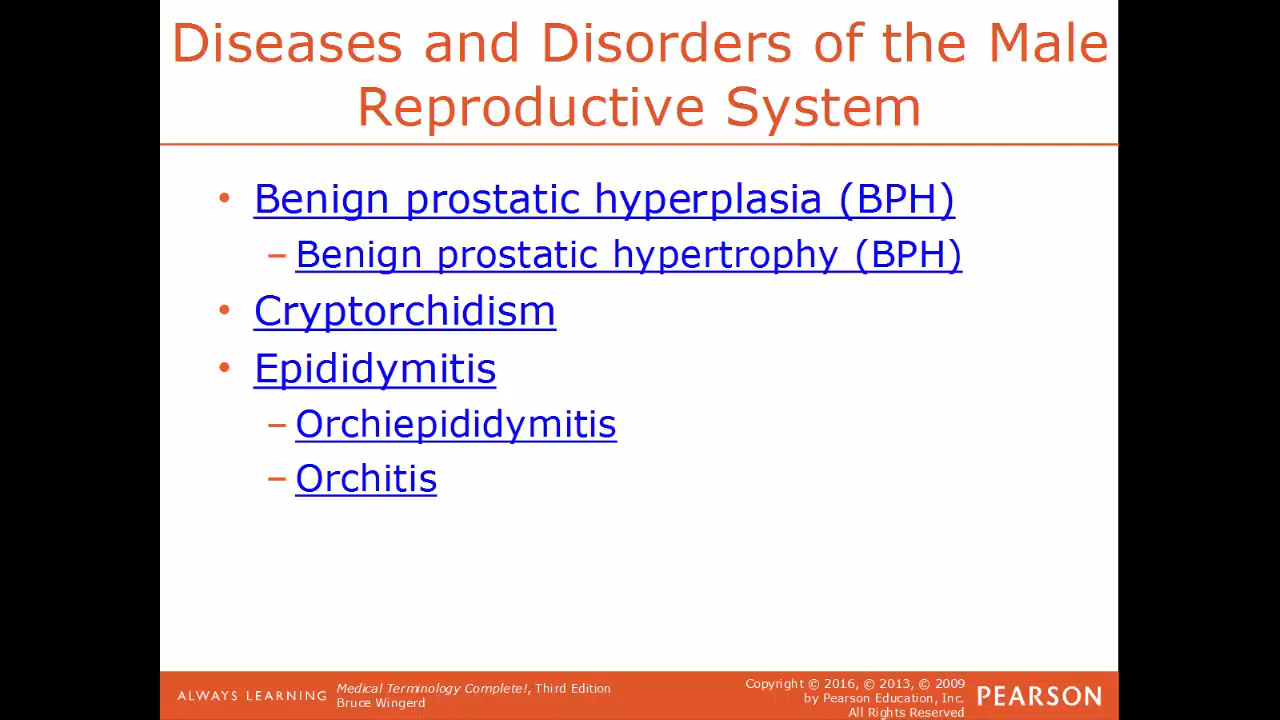 Diseases and Disorders of the Male
Reproductive System
• Benign prostatic hyperplasia (BPH)
– Benign prostatic hypertrophy (BPH)
• Cryptorchidism
• Epididymitis
– Orchiepididymitis
– Orchitis
ALWAYS LEARNING
Medical Terminology Complete!, Third Edition
Bruce Wingerd
Copyright © 2016, © 2013, © 2009
by Pearson Education, Inc.
All Rights Reserved
PEARSON